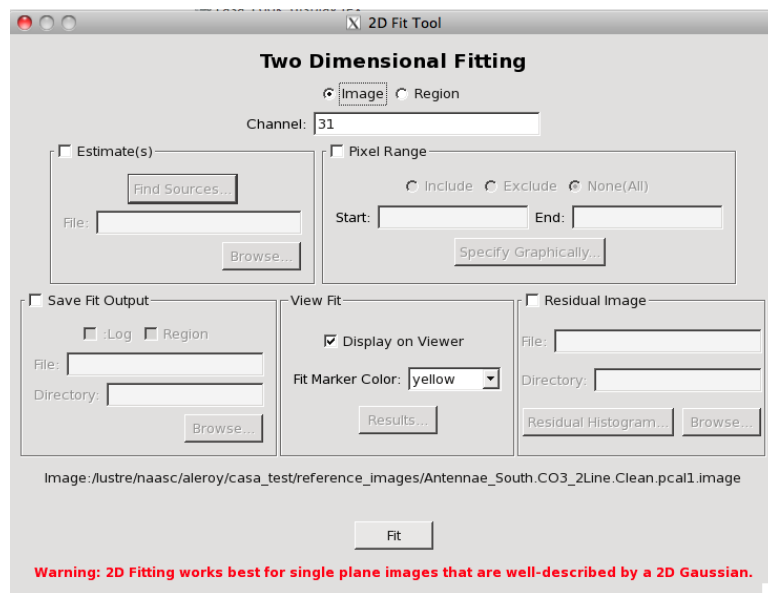 2D Fit Tool
Two Dimensional Fitting
Image Region
Channel: 31
Estimate(s)
Find Sources...
File:
Browse...
Pixel Range
Include Exclude None(All)
Start: End:
Specify Graphically...
Save Fit Output
:Log Region
File:
Directory:
Browse...
View Fit
Display on Viewer
Fit Marker Color: yellow
Results...
Residual Image
File:
Directory:
Residual Histogram... Browse...
Image:/lustre/naasc/aleroy/casa_test/reference_images/Antennae_South.CO3_2Line.Clean.pcal1.image
Fit
Warning: 2D Fitting works best for single plane images that are well-described by a 2D Gaussian.